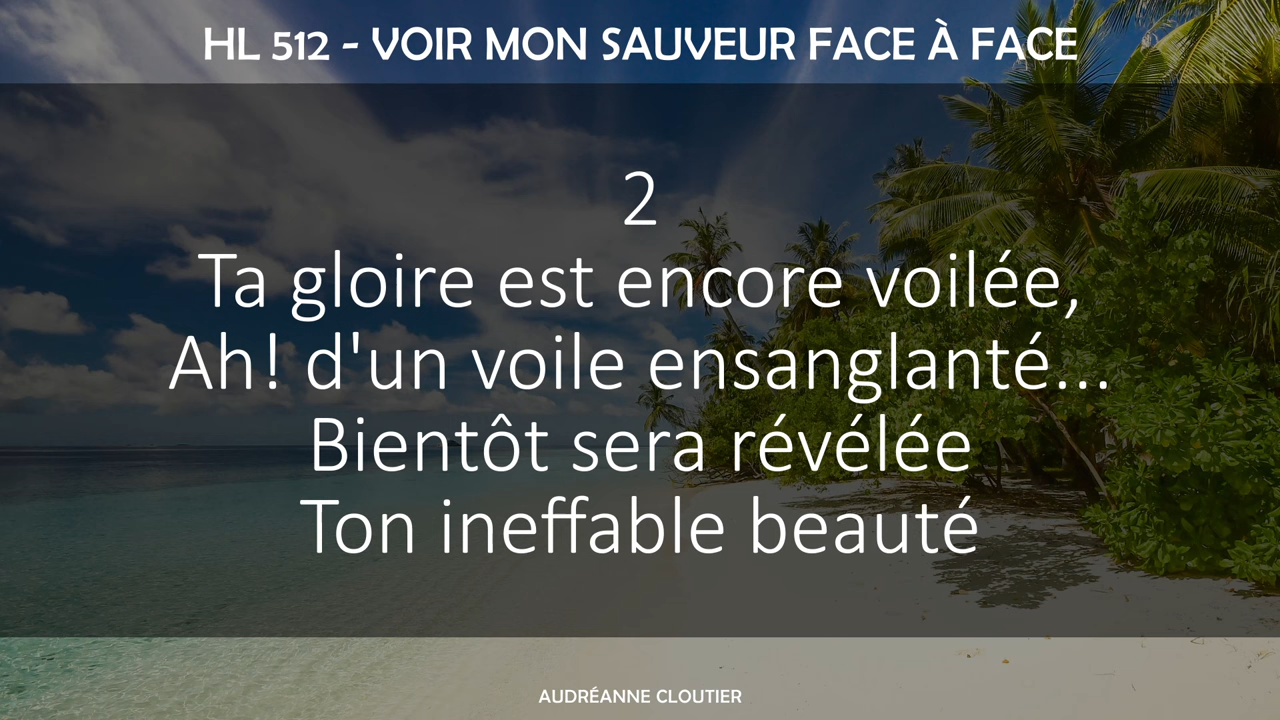 HL 512 - VOIR MON SAUVEUR FACE À FACE
2
Ta gloire est encore voilée,
Ah! d'un voile ensanglanté...
Bientôt sera révélée
Ton ineffable beauté
AUDRÉANNE CLOUTIER